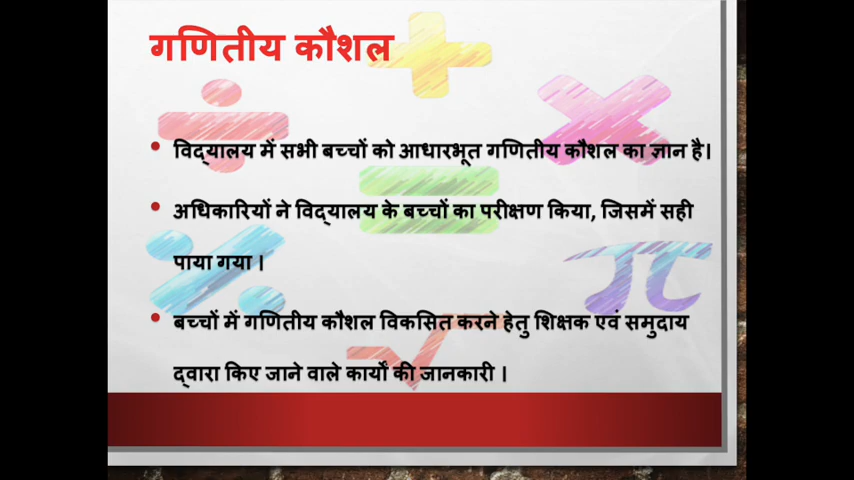 गणितीय कौशल
• विद्यालय में सभी बच्चों को आधारभूत गणितीय कौशल का ज्ञान है।
• अधिकारियों ने विद्यालय के बच्चों का परीक्षण किया, जिसमें सही
पाया गया ।
• बच्चों में गणितीय कौशल विकसित करने हेतु शिक्षक एवं समुदाय
द्वारा किए जाने वाले कार्यों की जानकारी ।